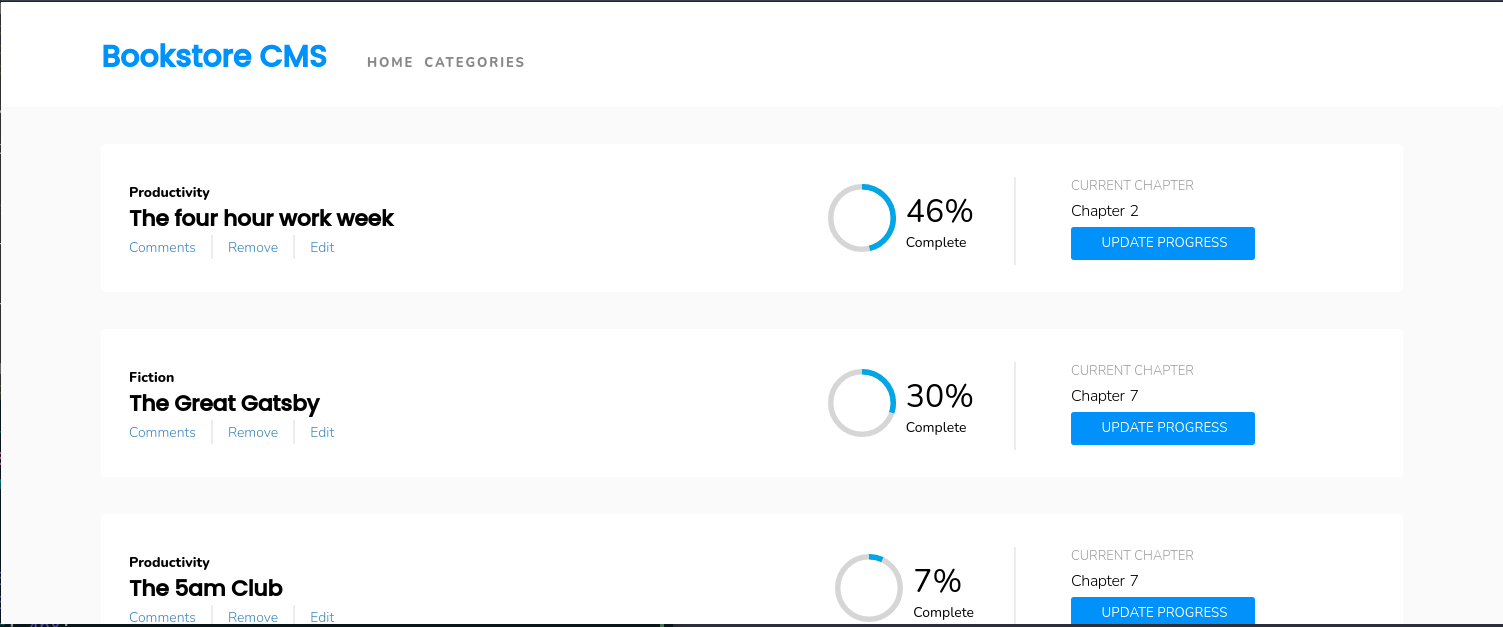 Bookstore CMS HOME CATEGORIES
Productivity
The four hour work week
Comments Remove Edit
46%
Complete
CURRENT CHAPTER
Chapter 2
UPDATE PROGRESS
Fiction
The Great Gatsby
Comments Remove Edit
30%
Complete
CURRENT CHAPTER
Chapter 7
UPDATE PROGRESS
Productivity
The 5am Club
Comments Remove Edit
7%
Complete
CURRENT CHAPTER
Chapter 7
UPDATE PROGRESS